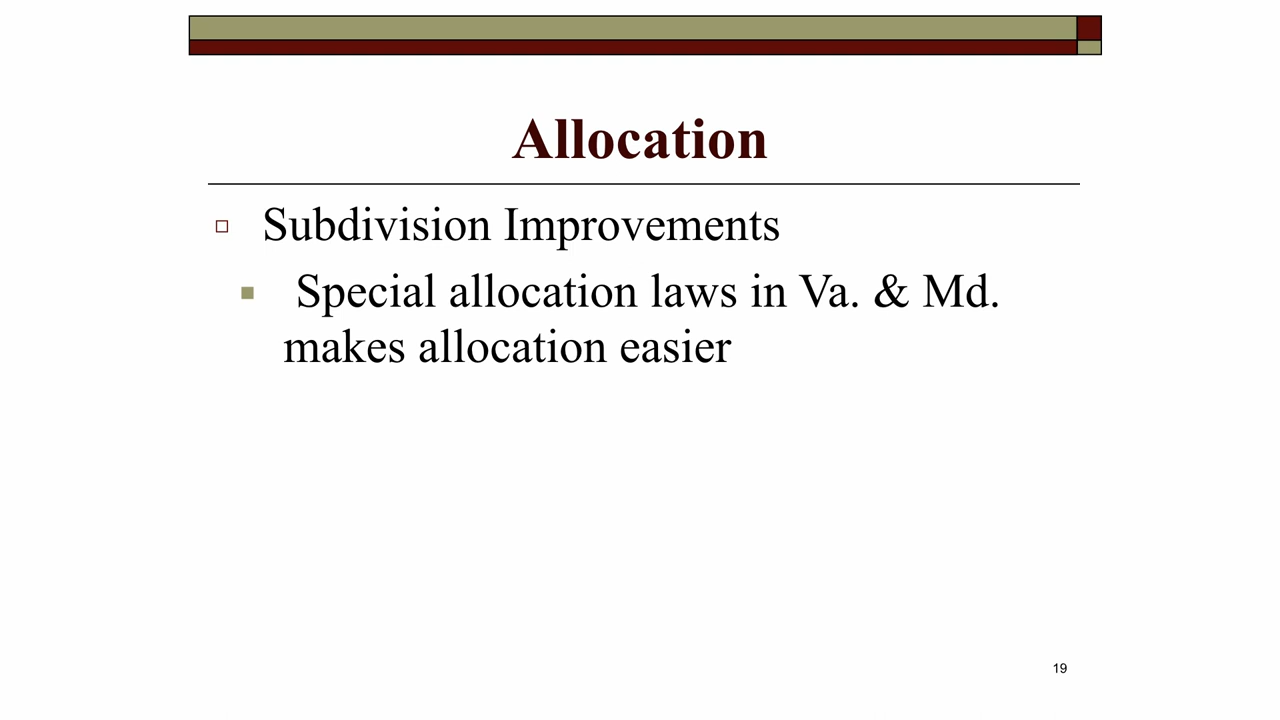 Allocation
Subdivision Improvements
Special allocation laws in Va. & Md.
makes allocation easier
19